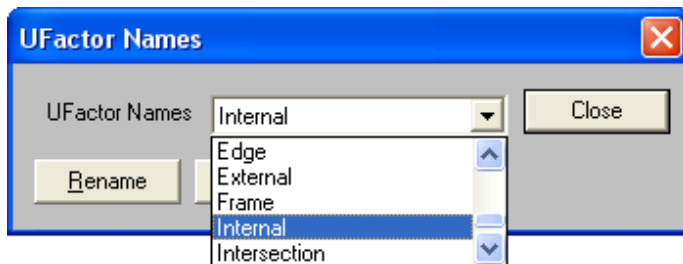 UFactor Names
UFactor Names Internal Close
Edge
Rename External
Frame
Internal
Intersection